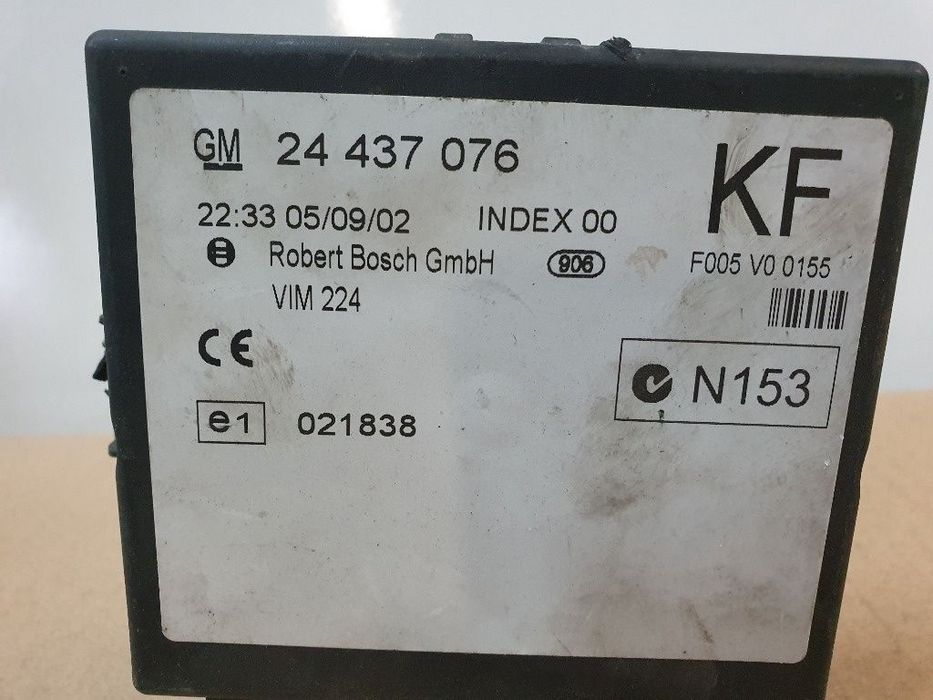 GM 24 437 076 KF
22:33 05/09/02 INDEX 00
Robert Bosch GmbH 906 F005 V0 0155
VIM 224
CE
N153
e1 021838